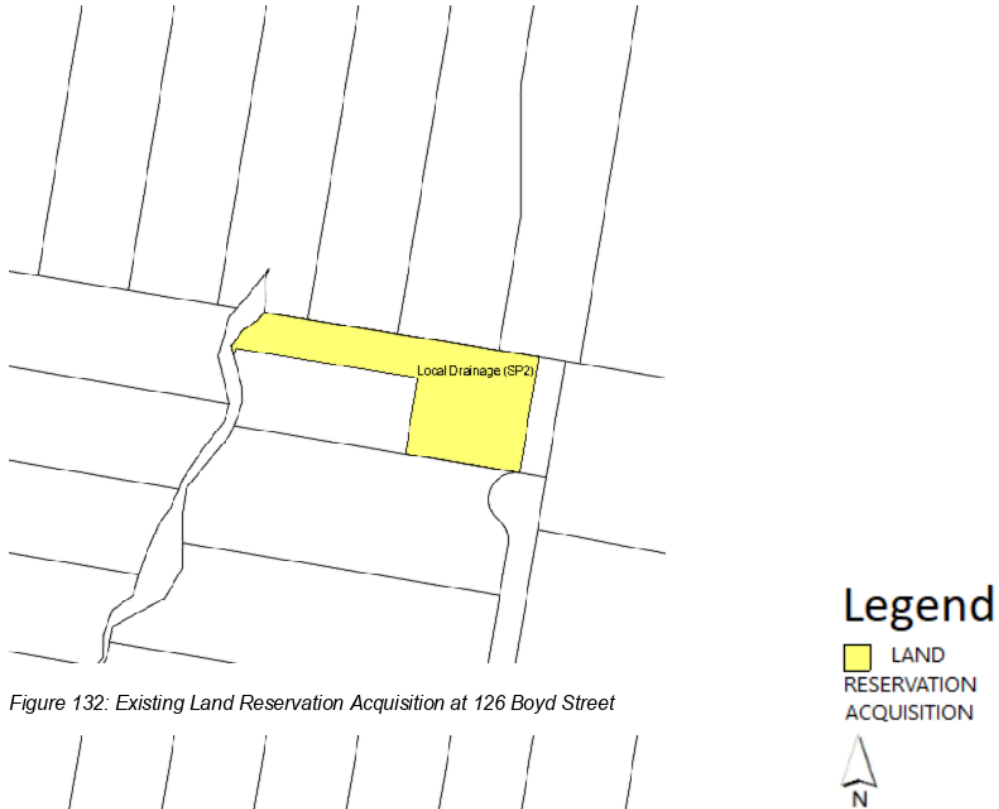 Local Drainage (SP2)
Figure 132: Existing Land Reservation Acquisition at 126 Boyd Street
Legend
LAND
RESERVATION
ACQUISITION
N